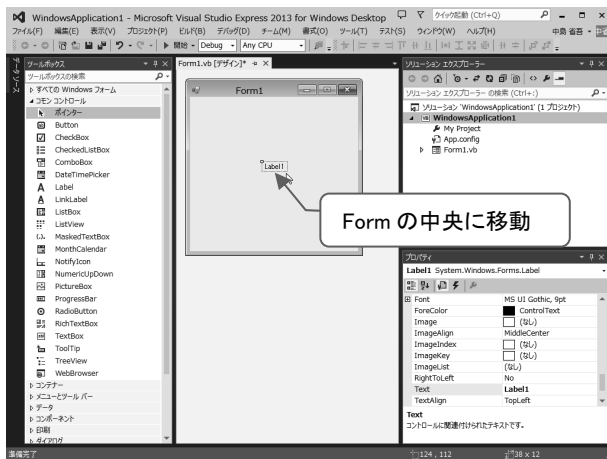 WindowsApplication1 - Microsoft Visual Studio Express 2013 for Windows Desktop
クイック起動 (Ctrl+Q)
ファイル(F) 編集(E) 表示(V) プロジェクト(P) ビルド(B) デバッグ(D) チーム(M) 書式(O) ツール(T) テスト(S) ウィンドウ(W) ヘルプ(H)
中島 省吾
開始 Debug Any CPU
データソース
ツールボックス
ツールボックスの検索
すべての Windows フォーム
コモン コントロール
ポインター
Button
CheckBox
CheckedListBox
ComboBox
DateTimePicker
Label
LinkLabel
ListBox
ListView
MaskedTextBox
MonthCalendar
NotifyIcon
NumericUpDown
PictureBox
ProgressBar
RadioButton
RichTextBox
TextBox
ToolTip
TreeView
WebBrowser
コンテナー
メニューとツール バー
データ
コンポーネント
印刷
ダイアログ
Form1.vb [デザイン]*
Form1
Label1
Form の中央に移動
ソリューション エクスプローラー
ソリューション エクスプローラー の検索 (Ctrl+:)
ソリューション 'WindowsApplication1' (1 プロジェクト)
WindowsApplication1
My Project
App.config
Form1.vb
プロパティ
Label1 System.Windows.Forms.Label
Font MS UI Gothic, 9pt
ForeColor ControlText
Image (なし)
ImageAlign MiddleCenter
ImageIndex (なし)
ImageKey (なし)
ImageList (なし)
RightToLeft No
Text Label1
TextAlign TopLeft
Text
コントロールに関連付けられたテキストです。
準備完了
124 , 112
38 x 12